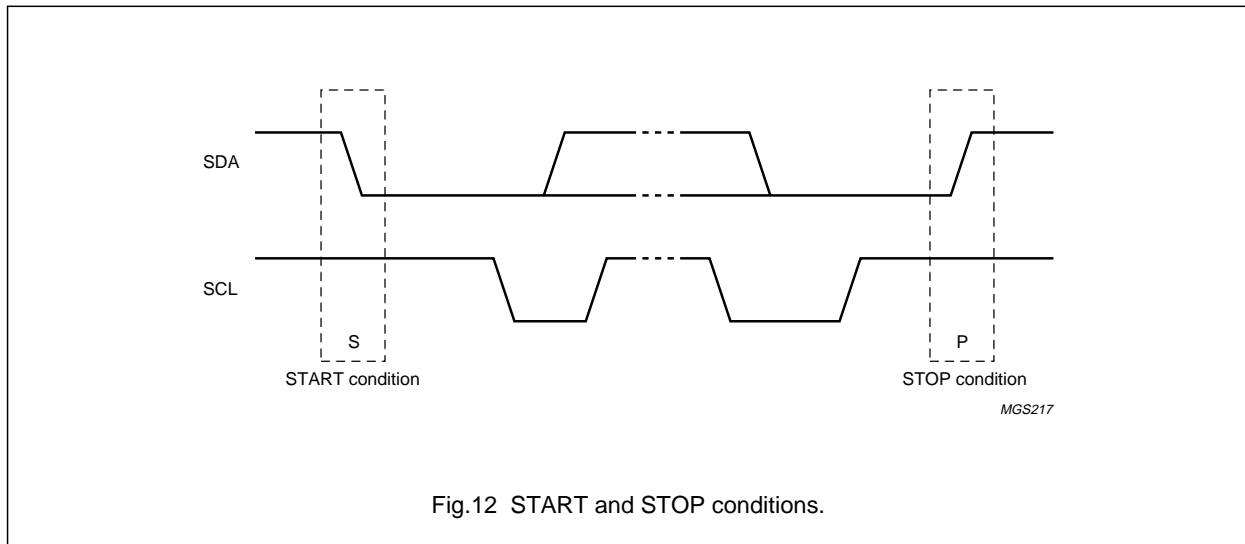 SDA
SCL
S
P
START condition
STOP condition
MGS217
Fig.12 START and STOP conditions.